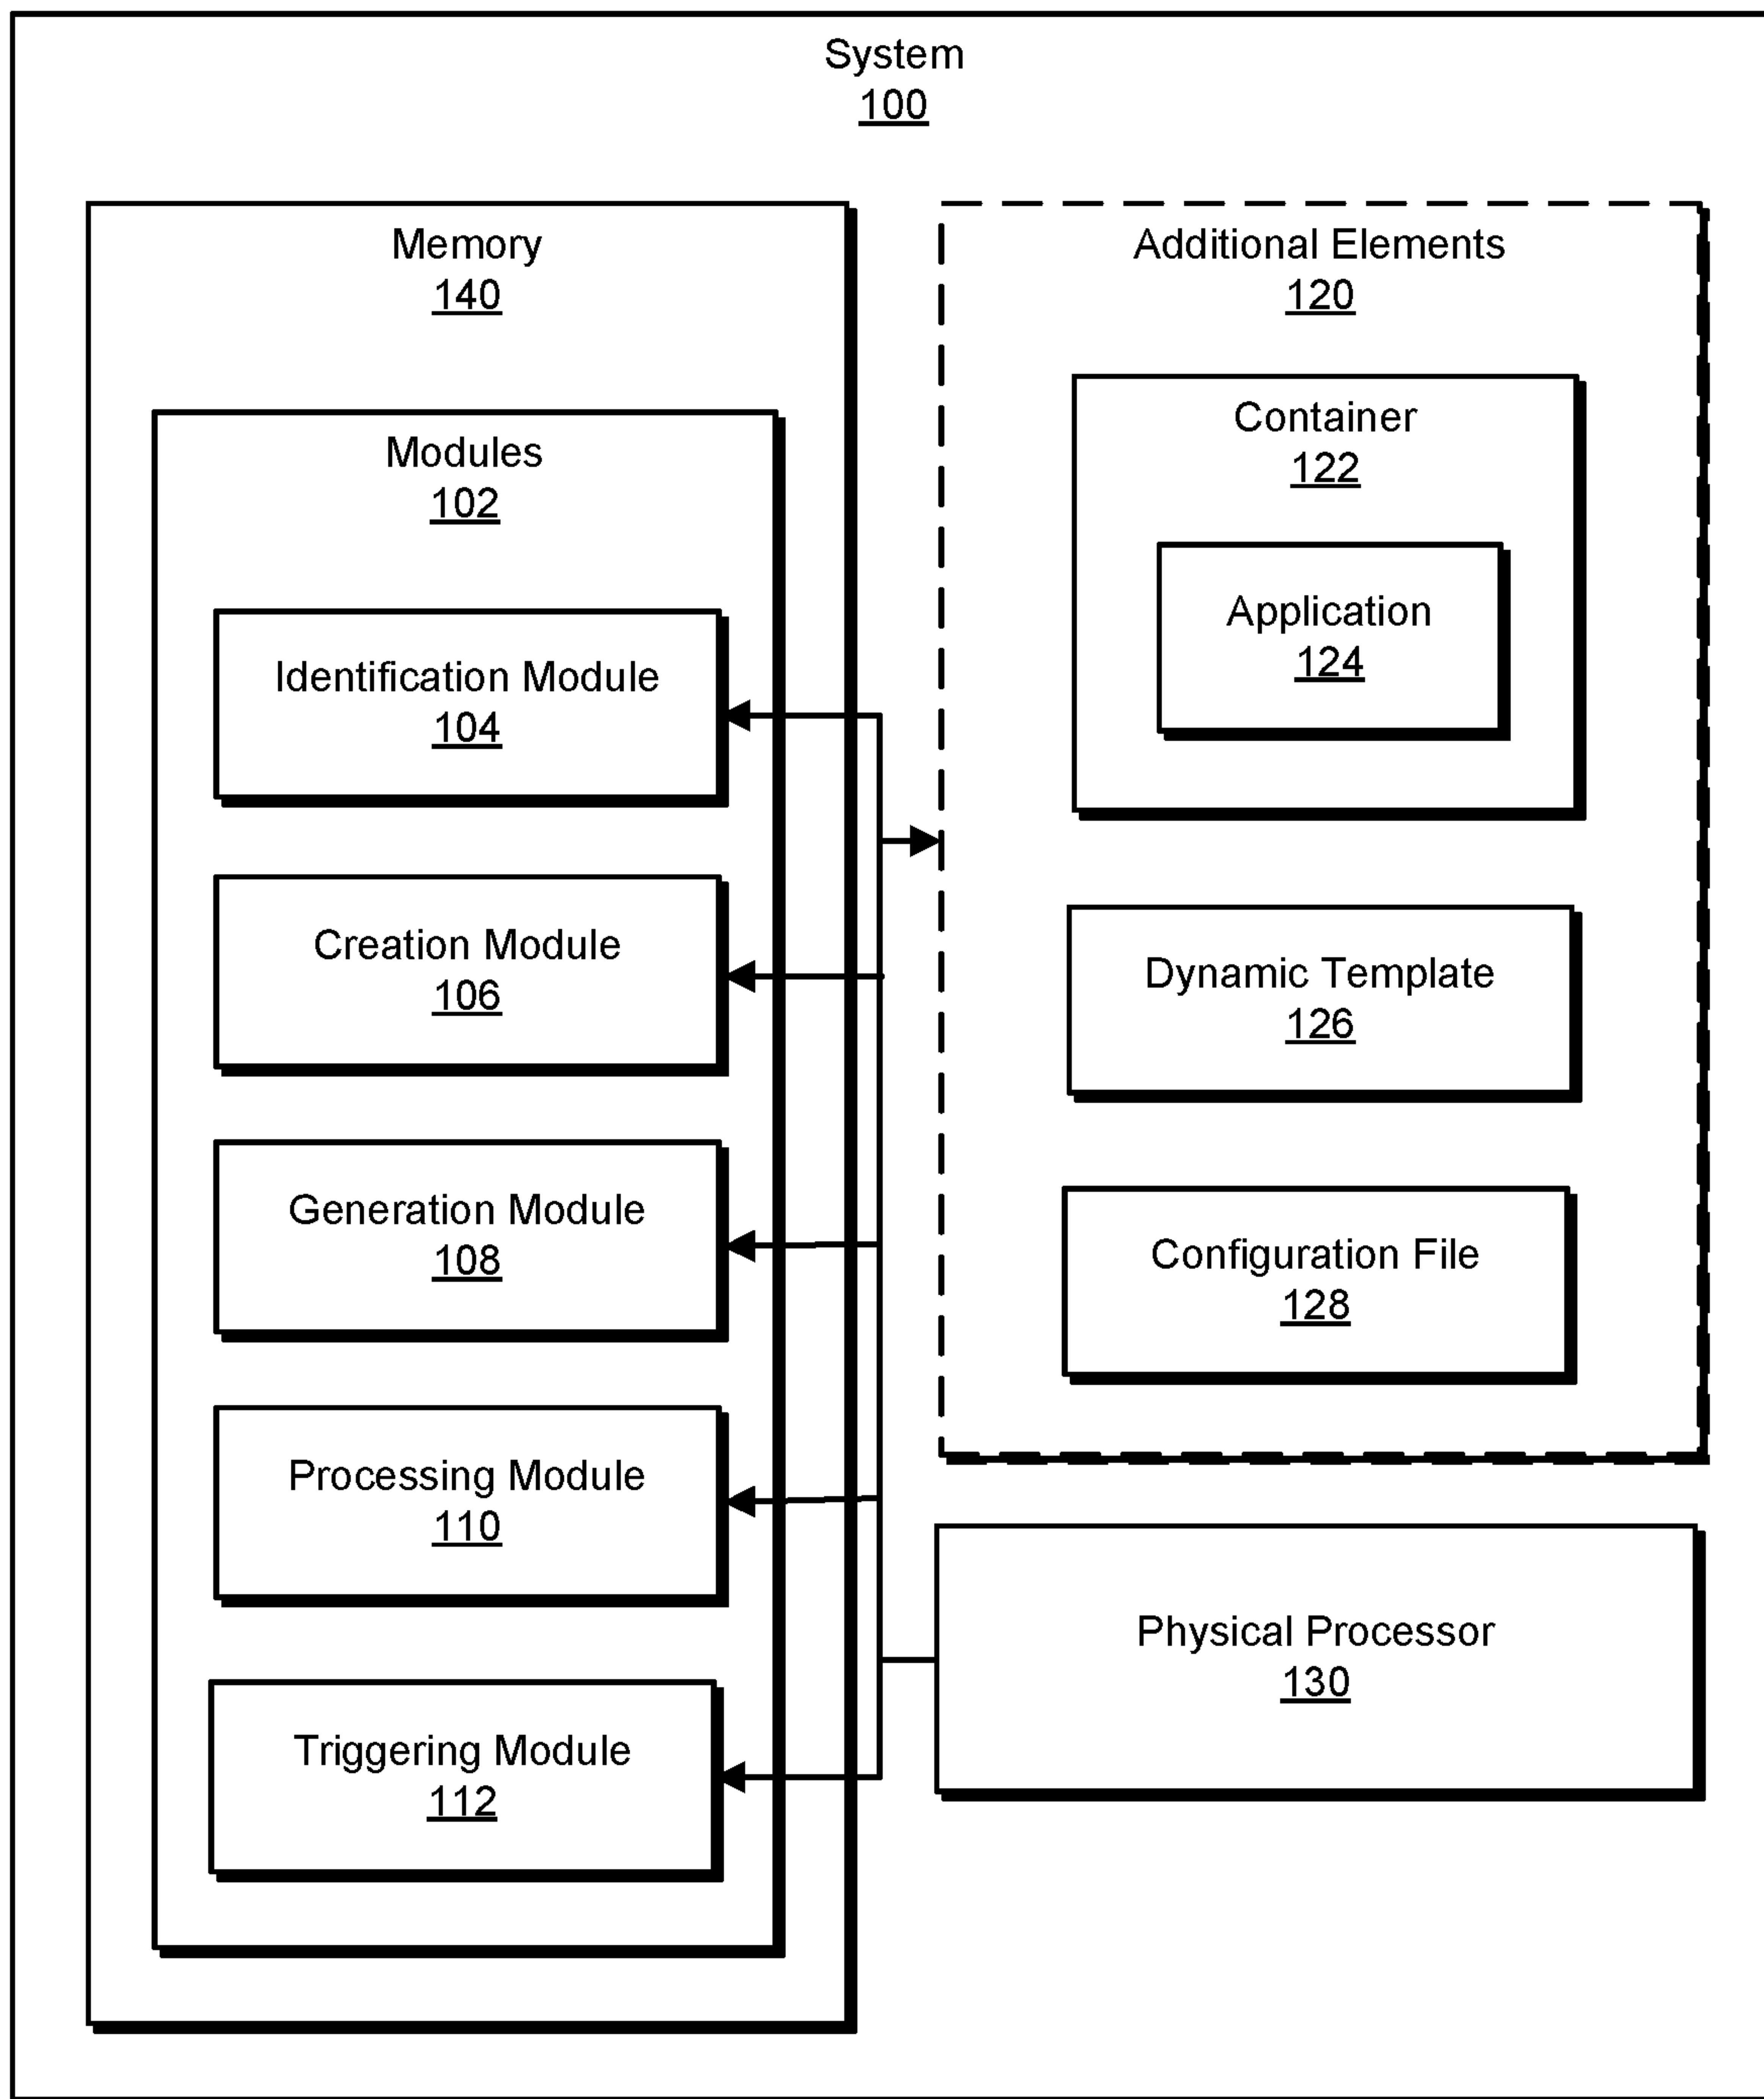 System
100
Memory
140
Modules
102
Identification Module
104
Creation Module
106
Generation Module
108
Processing Module
110
Triggering Module
112
Additional Elements
120
Container
122
Application
124
Dynamic Template
126
Configuration File
128
Physical Processor
130